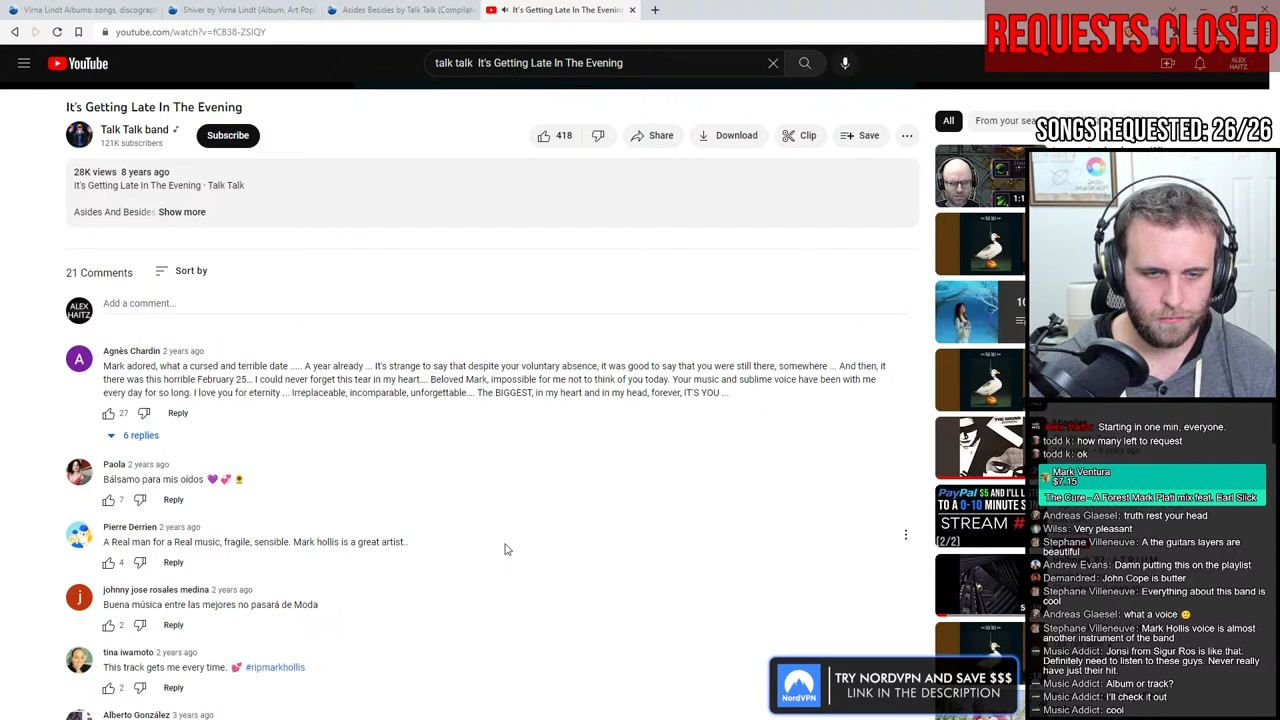 Virna Lindt Albums: songs, discograp
Shiver by Virna Lindt (Album, Art Pop
Asides Besides by Talk Talk (Compilati
It's Getting Late In The Evening
youtube.com/watch?v=fCB38-ZSIQY
REQUESTS CLOSED
YouTube
talk talk It's Getting Late In The Evening
ALEX
HAITZ
It's Getting Late In The Evening
Talk Talk band
121K subscribers
Subscribe
418
Share
Download
Clip
Save
All
From your sea
SONGS REQUESTED: 26/26
28K views 8 years ago
It's Getting Late In The Evening · Talk Talk
Asides And Besides Show more
21 Comments
Sort by
ALEX
HAITZ
Add a comment...
A
Agnès Chardin 2 years ago
Mark adored, what a cursed and terrible date ..... A year already ... It's strange to say that despite your voluntary absence, it was good to say that you were still there, somewhere ... And then, it
there was this horrible February 25... I could never forget this tear in my heart.... Beloved Mark, impossible for me not to think of you today. Your music and sublime voice have been with me
every day for so long. I love you for eternity ... Irreplaceable, incomparable, unforgettable.... The BIGGEST, in my heart and in my head, forever, IT'S YOU ...
27
Reply
6 replies
Paola 2 years ago
Bálsamo para mis oídos 💜 💞 🌻
7
Reply
Pierre Derrien 2 years ago
A Real man for a Real music, fragile, sensible. Mark hollis is a great artist..
4
Reply
j
johnny jose rosales medina 2 years ago
Buena música entre las mejores no pasará de Moda
2
Reply
tina iwamoto 2 years ago
This track gets me every time. 💕 #ripmarkhollis
2
Reply
Alberto González 3 years ago
1:1
10
THE SOUND
PayPal $5 AND I'LL LIS
TO A 0-10 MINUTE S
STREAM #
(2/2)
5
Alex Haitz: Starting in one min, everyone.
todd k: how many left to request
todd k: ok
Mark Ventura
$7.15
The Cure - A Forest Mark Plati mix feat. Earl Slick
Andreas Glaesel: truth rest your head
Wilss: Very pleasant
Stephane Villeneuve: A the guitars layers are
beautiful
Andrew Evans: Damn putting this on the playlist
Demandred: John Cope is butter
Stephane Villeneuve: Everything about this band is
cool
Andreas Glaesel: what a voice 🙂
Stephane Villeneuve: Mark Hollis voice is almost
another instrument of the band
Music Addict: Jonsi from Sigur Ros is like that.
Definitely need to listen to these guys. Never really
have just their hit.
Music Addict: Album or track?
Music Addict: I'll check it out
Music Addict: cool
NordVPN
TRY NORDVPN AND SAVE $$$
LINK IN THE DESCRIPTION